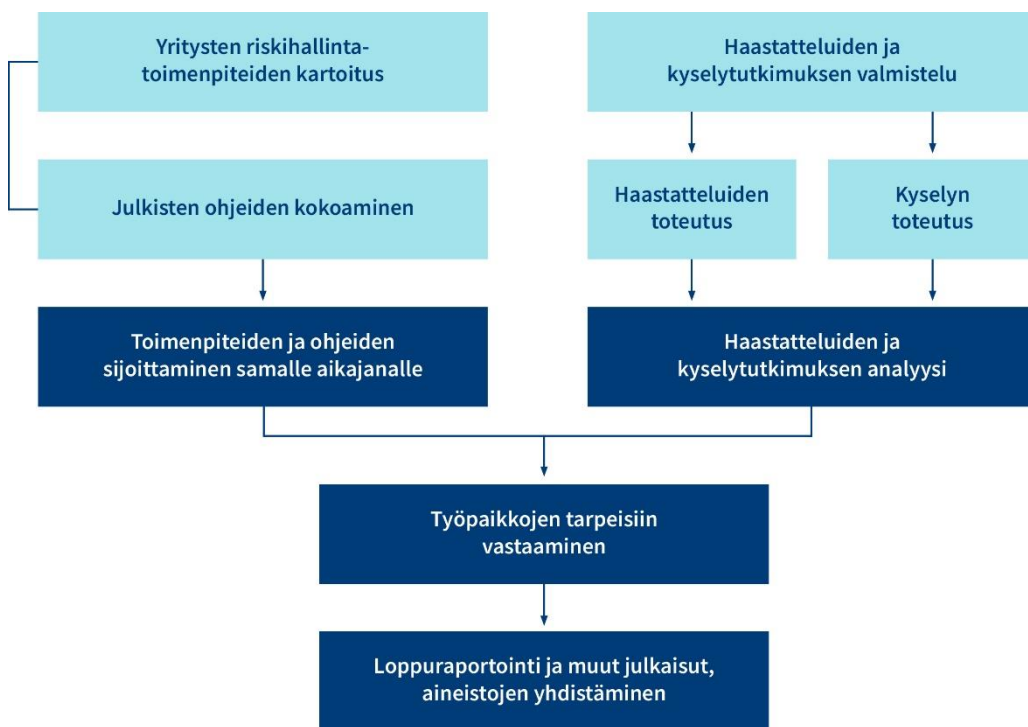 Yritysten riskihallinta-
toimenpiteiden kartoitus
Haastatteluiden ja
kyselytutkimuksen valmistelu
Julkisten ohjeiden kokoaminen
Haastatteluiden
toteutus
Kyselyn
toteutus
Toimenpiteiden ja ohjeiden
sijoittaminen samalle aikajanalle
Haastatteluiden ja
kyselytutkimuksen analyysi
Työpaikkojen tarpeisiin
vastaaminen
Loppuraportointi ja muut julkaisut,
aineistojen yhdistäminen